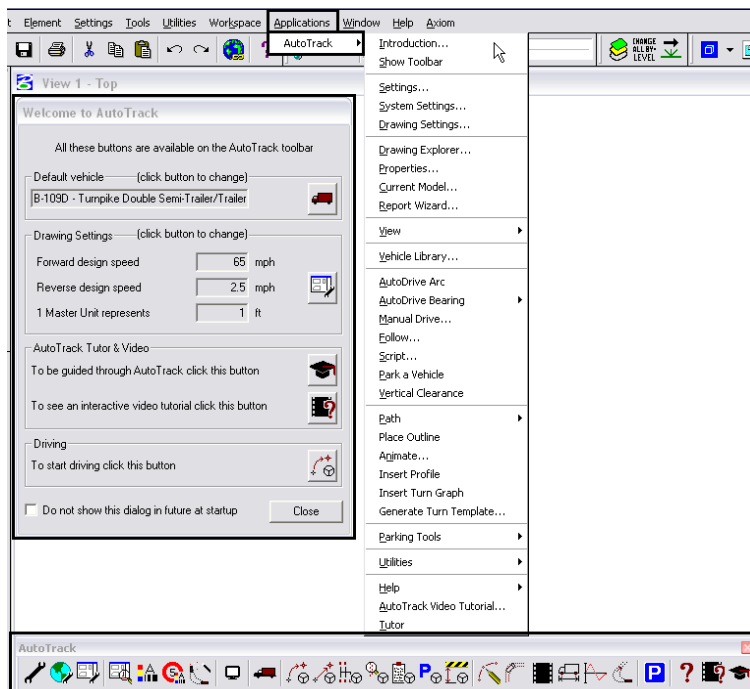 Element Settings Tools Utilities Workspace Applications Window Help Axiom
AutoTrack
CHANGE
ALL BY-
LEVEL
View 1 - Top
Welcome to AutoTrack
All these buttons are available on the AutoTrack toolbar
Default vehicle (click button to change)
B-109D - Turnpike Double Semi-Trailer/Trailer
Drawing Settings (click button to change)
Forward design speed 65 mph
Reverse design speed 2.5 mph
1 Master Unit represents 1 ft
AutoTrack Tutor & Video
To be guided through AutoTrack click this button
To see an interactive video tutorial click this button
Driving
To start driving click this button
Do not show this dialog in future at startup Close
Introduction...
Show Toolbar
Settings...
System Settings...
Drawing Settings...
Drawing Explorer...
Properties...
Current Model...
Report Wizard...
View
Vehicle Library...
AutoDrive Arc
AutoDrive Bearing
Manual Drive...
Follow...
Script...
Park a Vehicle
Vertical Clearance
Path
Place Outline
Animate...
Insert Profile
Insert Turn Graph
Generate Turn Template...
Parking Tools
Utilities
Help
AutoTrack Video Tutorial...
Tutor
AutoTrack